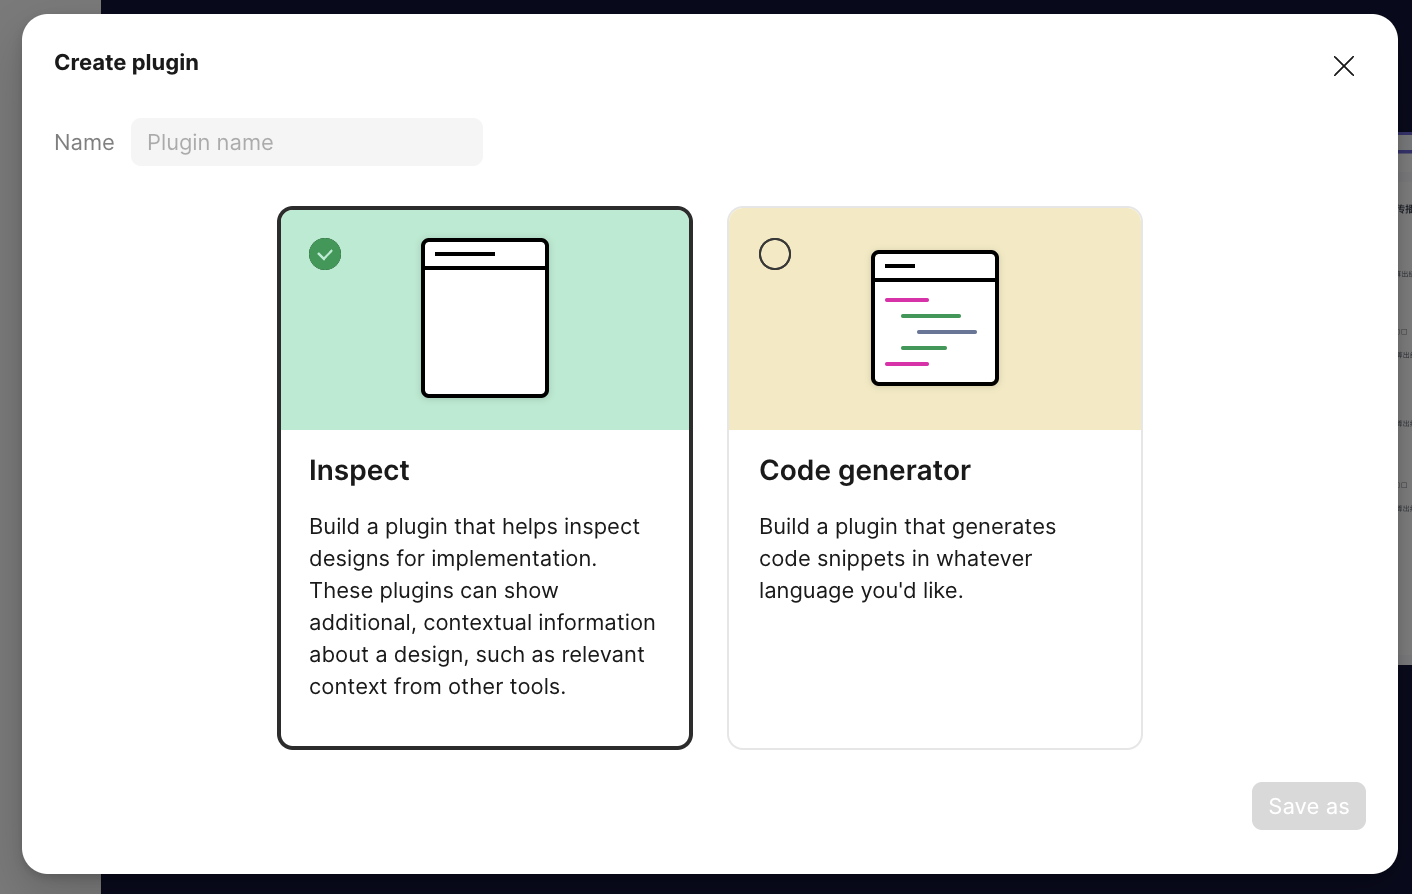 Create plugin
Name
Plugin name
Inspect
Build a plugin that helps inspect
designs for implementation.
These plugins can show
additional, contextual information
about a design, such as relevant
context from other tools.
Code generator
Build a plugin that generates
code snippets in whatever
language you'd like.
Save as